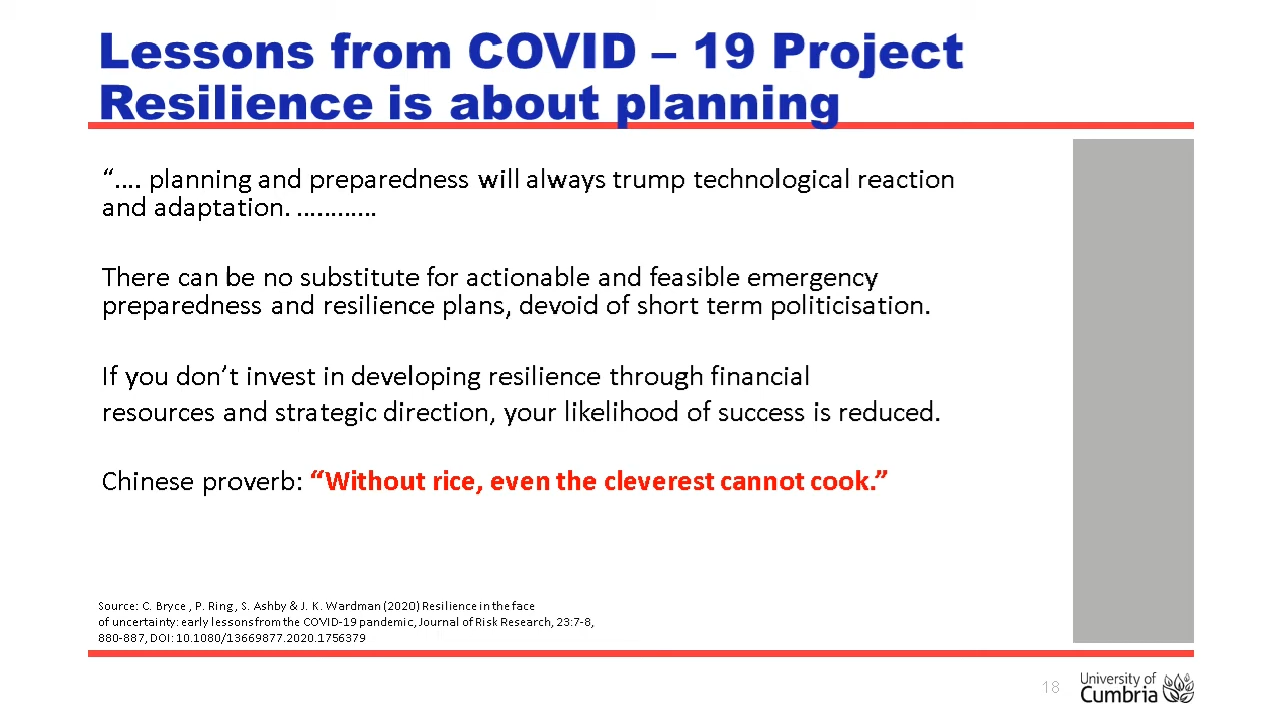 Lessons from COVID – 19 Project
Resilience is about planning
“.... planning and preparedness will always trump technological reaction
and adaptation. ............
There can be no substitute for actionable and feasible emergency
preparedness and resilience plans, devoid of short term politicisation.
If you don’t invest in developing resilience through financial
resources and strategic direction, your likelihood of success is reduced.
Chinese proverb: “Without rice, even the cleverest cannot cook.”
Source: C. Bryce , P. Ring , S. Ashby & J. K. Wardman (2020) Resilience in the face
of uncertainty: early lessons from the COVID-19 pandemic, Journal of Risk Research, 23:7-8,
880-887, DOI: 10.1080/13669877.2020.1756379
18
University of
Cumbria